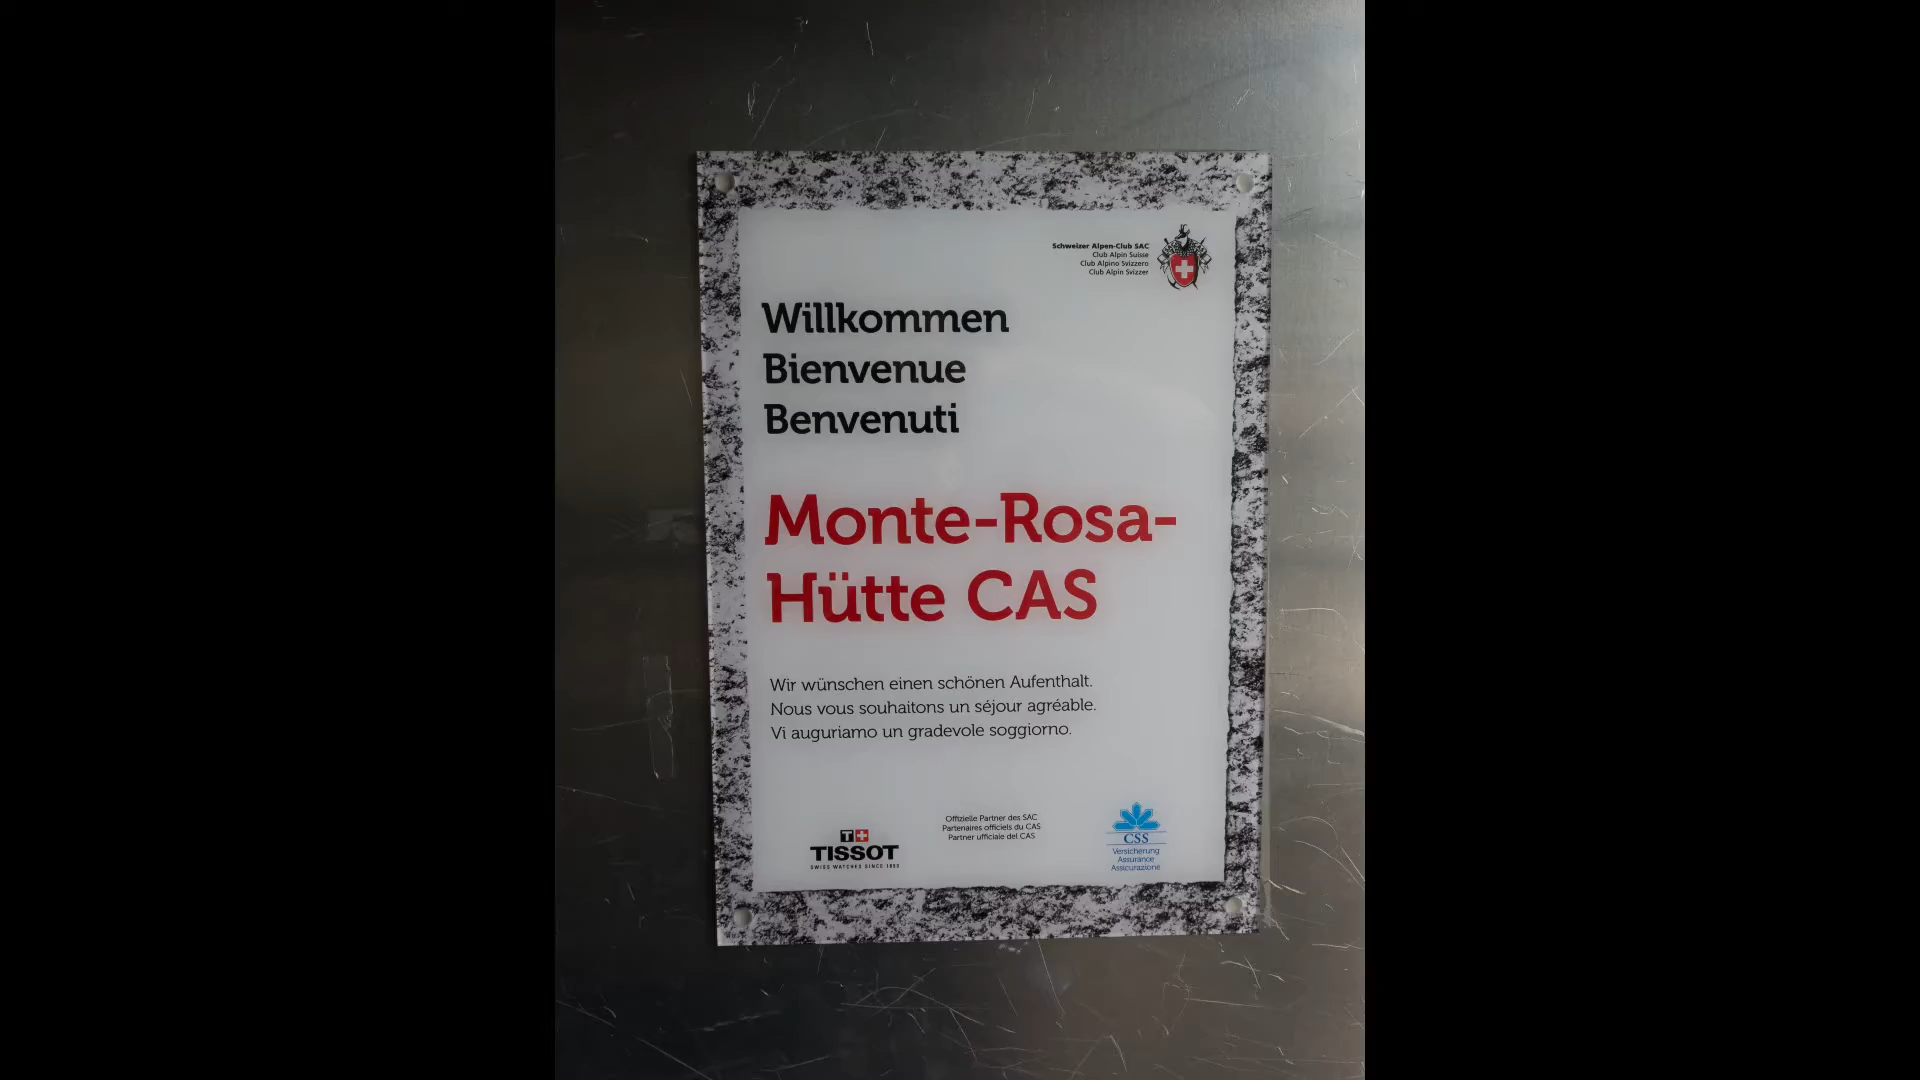 Schweizer Alpen-Club SAC
Club Alpin Suisse
Club Alpino Svizzero
Club Alpin Svizzer
Willkommen
Bienvenue
Benvenuti
Monte-Rosa-
Hütte CAS
Wir wünschen einen schönen Aufenthalt.
Nous vous souhaitons un séjour agréable.
Vi auguriamo un gradevole soggiorno.
T+
TISSOT
SWISS WATCHES SINCE 1853
Offizielle Partner des SAC
Partenaires officiels du CAS
Partner ufficiale del CAS
CSS
Versicherung
Assurance
Assicurazione